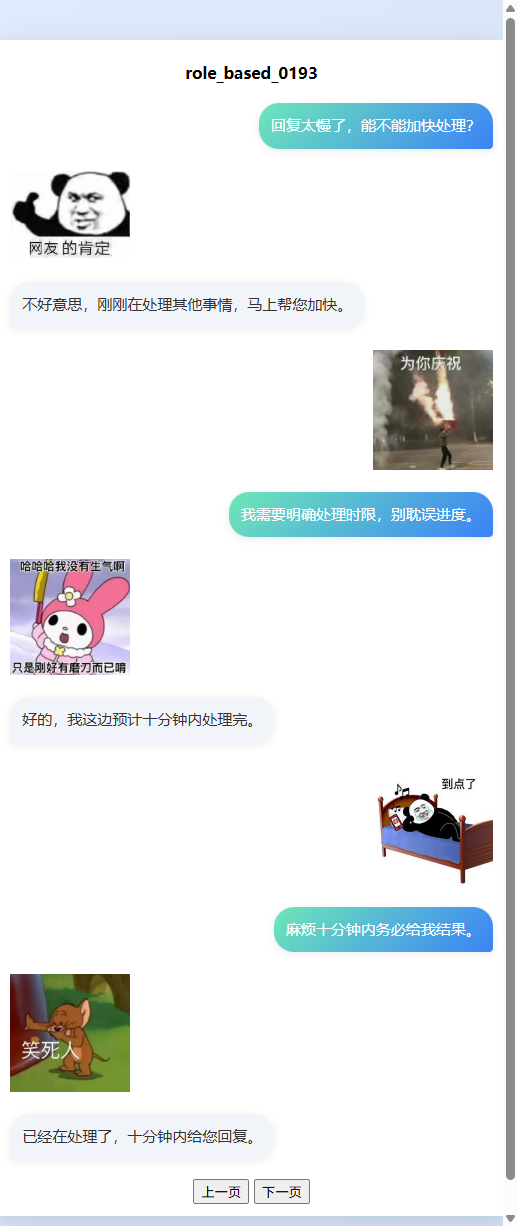 role_based_0193
回复太慢了，能不能加快处理？
网友的肯定
不好意思，刚刚在处理其他事情，马上帮您加快。
为你庆祝
我需要明确处理时限，别耽误进度。
哈哈哈我没有生气啊
只是刚好有磨刀而已唷
好的，我这边预计十分钟内处理完。
到点了
麻烦十分钟内务必给我结果。
笑死人
已经在处理了，十分钟内给您回复。
上一页 下一页